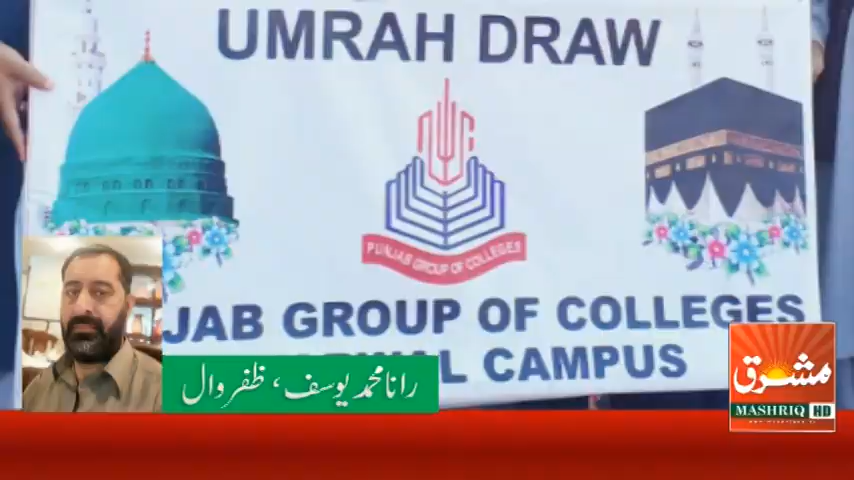 UMRAH DRAW
PUNJAB GROUP OF COLLEGES
JAB GROUP OF COLLEGES
CAMPUS
رانا محمد یوسف، ظفروال
مشرق
MASHRIQ HD